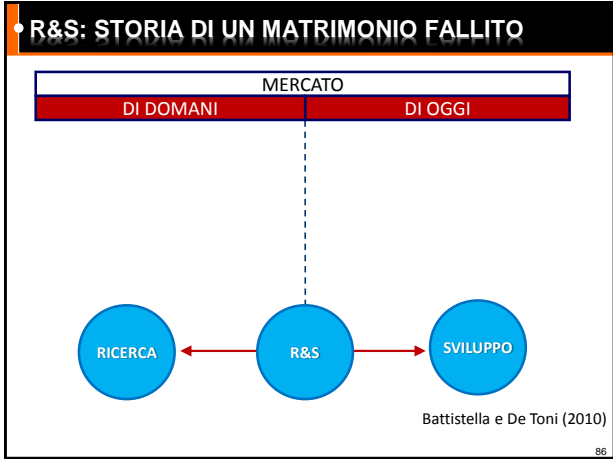 R&S: STORIA DI UN MATRIMONIO FALLITO
MERCATO
DI DOMANI DI OGGI
RICERCA R&S SVILUPPO
Battistella e De Toni (2010)
86